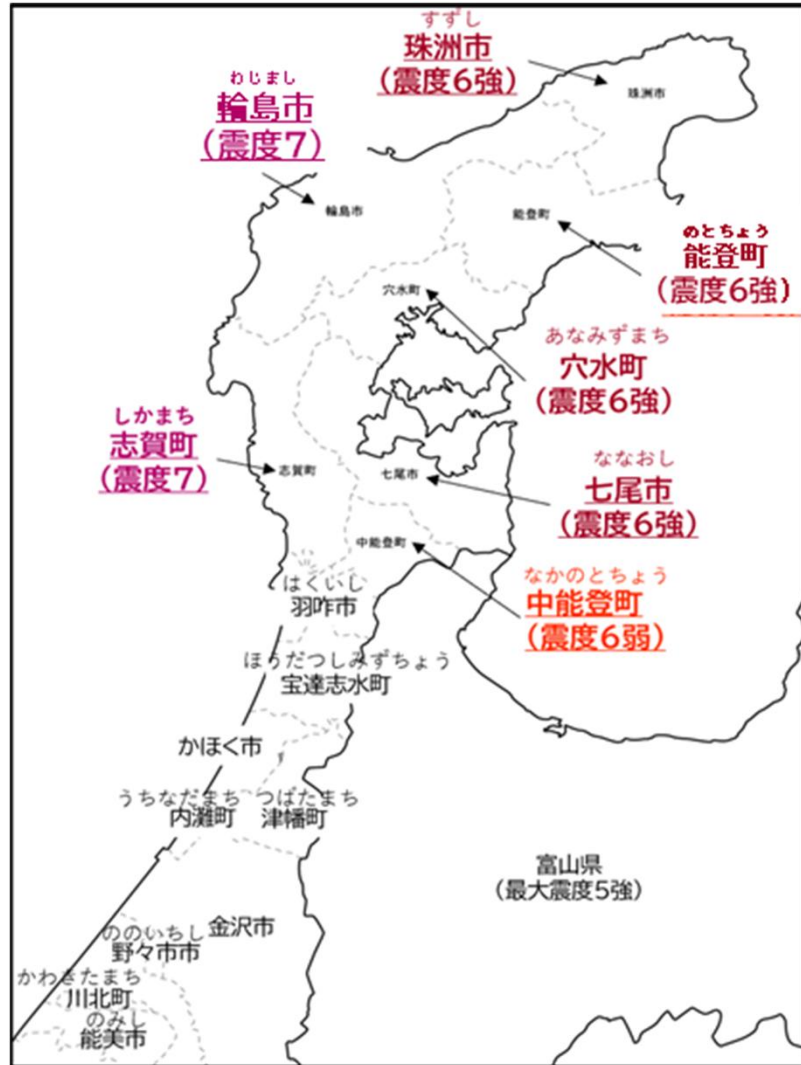 すずし
珠洲市
(震度6強)
珠洲市
わじまし
輪島市
(震度7)
輪島市
能登町
のとちょう
能登町
(震度6強)
穴水町
あなみずまち
穴水町
(震度6強)
しかまち
志賀町
(震度7)
志賀町
七尾市
ななおし
七尾市
(震度6強)
中能登町
なかのとちょう
中能登町
(震度6弱)
はくいし
羽咋市
ほうだつしみずちょう
宝達志水町
かほく市
うちなだまち
内灘町
つばたまち
津幡町
富山県
(最大震度5強)
金沢市
ののいちし
野々市市
かわきたまち
川北町
のみし
能美市